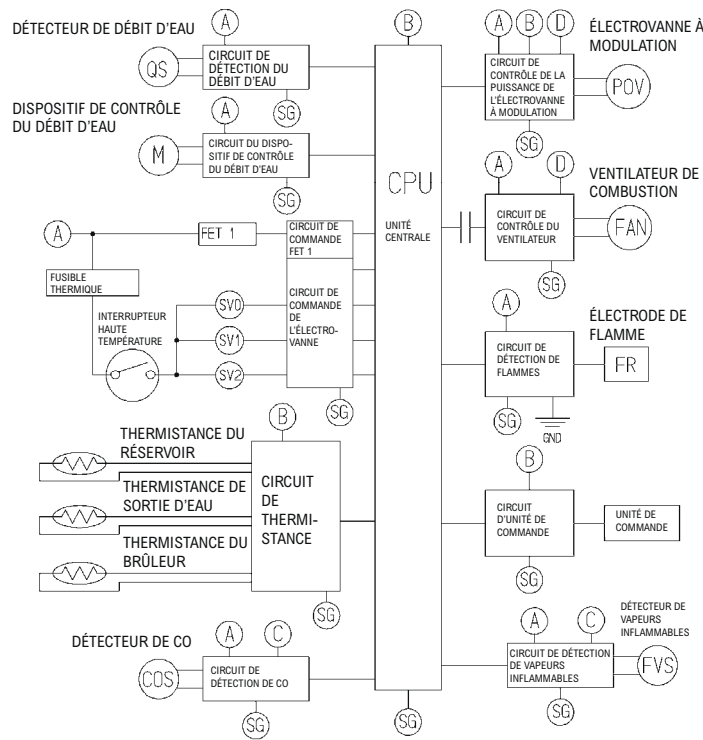 DÉTECTEUR DE DÉBIT D'EAU
A
QS
CIRCUIT DE
DÉTECTION DU
DÉBIT D'EAU
SG
DISPOSITIF DE CONTRÔLE
DU DÉBIT D'EAU
A
M
CIRCUIT DU DISPO-
SITIF DE CONTRÔLE
DU DÉBIT D'EAU
SG
A
FET 1
CIRCUIT DE
COMMANDE
FET 1
FUSIBLE
THERMIQUE
INTERRUPTEUR
HAUTE
TEMPÉRATURE
SV0
SV1
SV2
CIRCUIT DE
COMMANDE
DE
L'ÉLECTRO-
VANNE
SG
B
THERMISTANCE DU
RÉSERVOIR
THERMISTANCE DE
SORTIE D'EAU
THERMISTANCE DU
BRÛLEUR
CIRCUIT
DE
THERMI-
STANCE
SG
DÉTECTEUR DE CO
A
C
COS
CIRCUIT DE
DÉTECTION DE CO
SG
B
CPU
UNITÉ
CENTRALE
SG
A
B
D
ÉLECTROVANNE À
MODULATION
CIRCUIT DE
CONTRÔLE DE LA
PUISSANCE DE
L'ÉLECTROVANNE
À MODULATION
POV
SG
A
D
VENTILATEUR DE
COMBUSTION
CIRCUIT DE
CONTRÔLE DU
VENTILATEUR
FAN
SG
A
ÉLECTRODE DE
FLAMME
CIRCUIT DE
DÉTECTION DE
FLAMMES
FR
SG
GND
B
CIRCUIT
D'UNITÉ DE
COMMANDE
UNITÉ DE
COMMANDE
SG
A
C
DÉTECTEUR DE
VAPEURS
INFLAMMABLES
CIRCUIT DE DÉTECTION
DE VAPEURS
INFLAMMABLES
FVS
SG